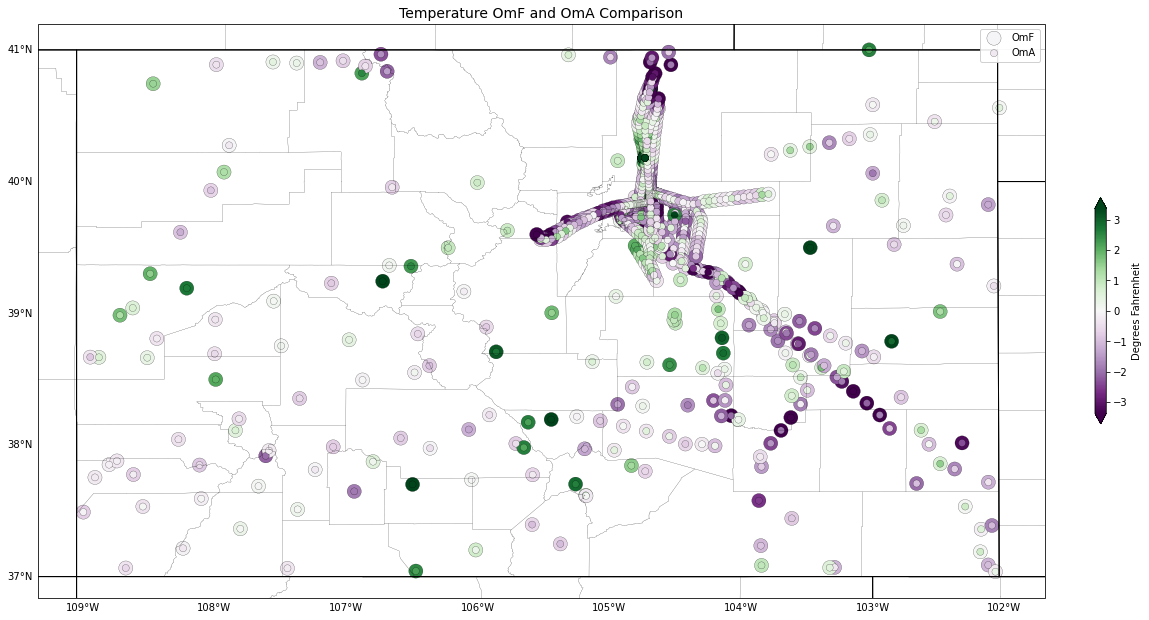 Temperature OmF and OmA Comparison
OmF
OmA
41°N
40°N
39°N
38°N
37°N
109°W
108°W
107°W
106°W
105°W
104°W
103°W
102°W
3
2
1
0
−1
−2
−3
Degrees Fahrenheit